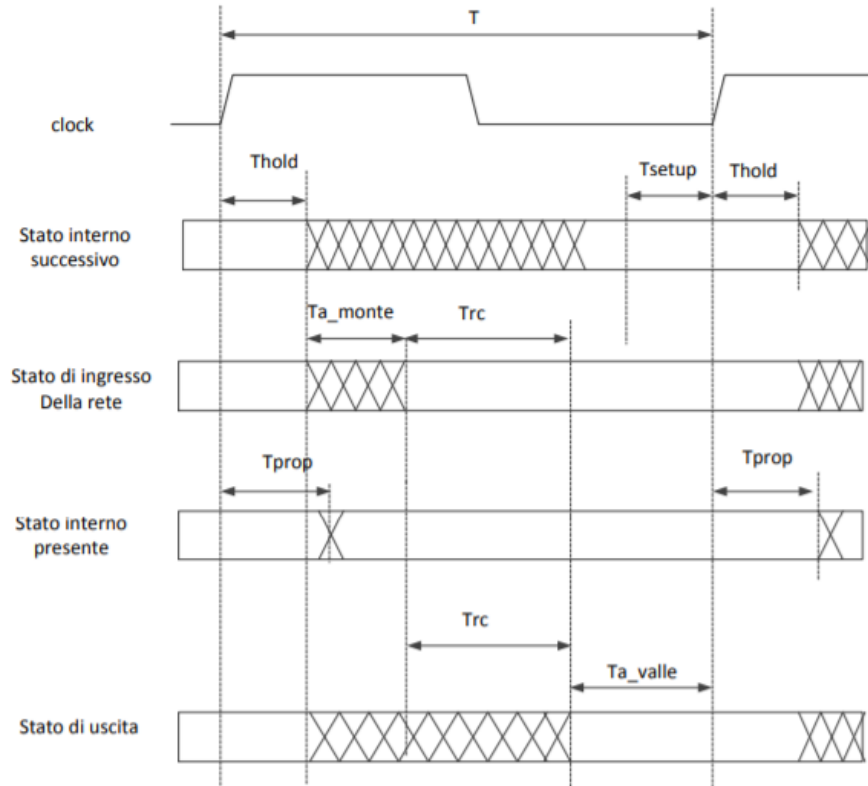 T
clock
Thold
Tsetup
Thold
Stato interno
successivo
Ta_monte
Trc
Stato di ingresso
Della rete
Tprop
Tprop
Stato interno
presente
Trc
Ta_valle
Stato di uscita